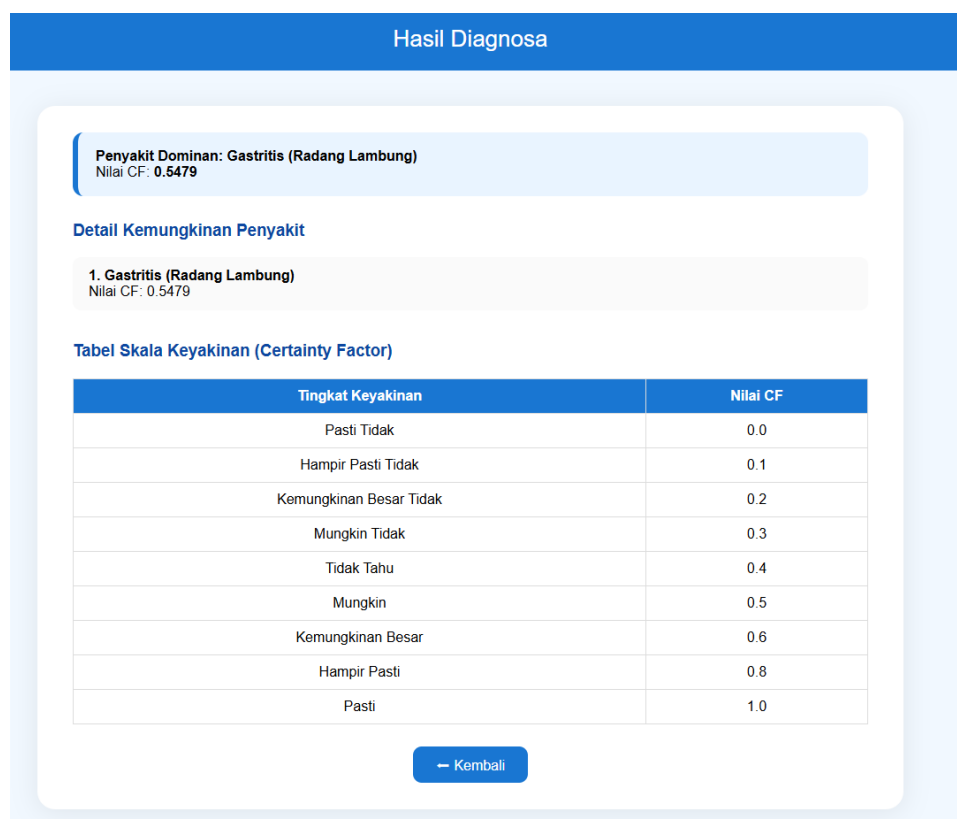 Hasil Diagnosa
Penyakit Dominan: Gastritis (Radang Lambung)
Nilai CF: 0.5479
Detail Kemungkinan Penyakit
1. Gastritis (Radang Lambung)
Nilai CF: 0.5479
Tabel Skala Keyakinan (Certainty Factor)
Tingkat Keyakinan Nilai CF
Pasti Tidak 0.0
Hampir Pasti Tidak 0.1
Kemungkinan Besar Tidak 0.2
Mungkin Tidak 0.3
Tidak Tahu 0.4
Mungkin 0.5
Kemungkinan Besar 0.6
Hampir Pasti 0.8
Pasti 1.0
← Kembali